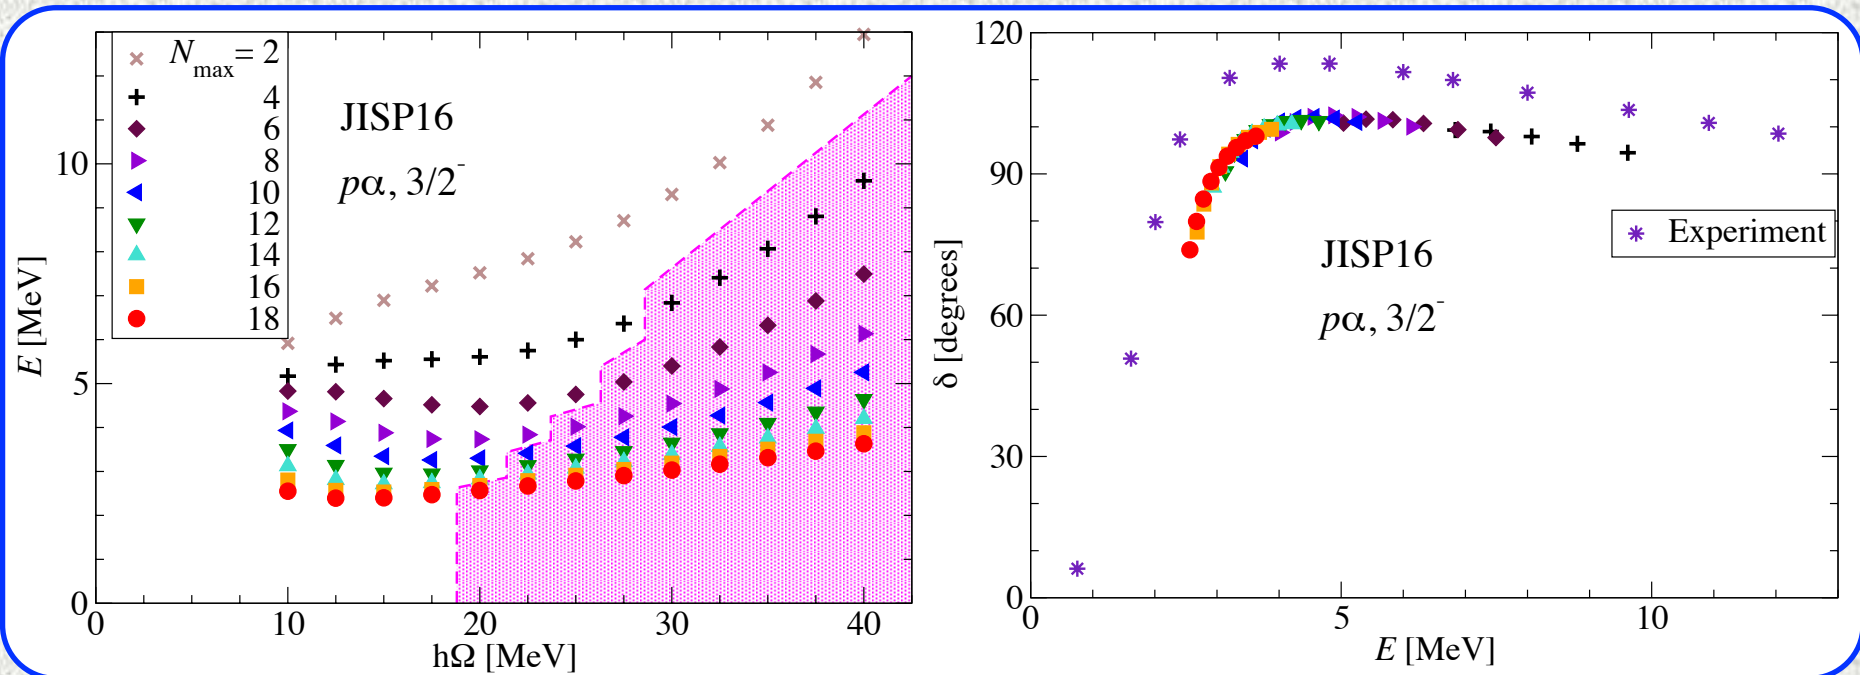 N_max = 2
4
6
8
10
12
14
16
18
JISP16
pα, 3/2⁻
E [MeV]
10
5
0
0
10
20
30
40
hΩ [MeV]
120
90
60
30
0
δ [degrees]
Experiment
JISP16
pα, 3/2⁻
0
5
10
E [MeV]